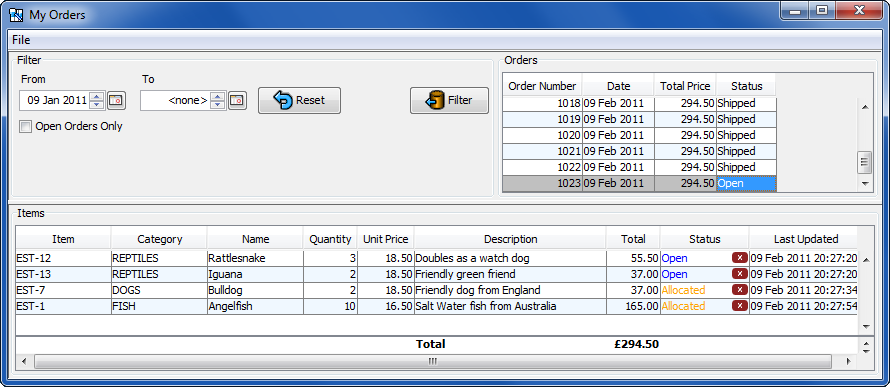 My Orders
File
Filter
From To
09 Jan 2011 <none> Reset Filter
Open Orders Only
Orders
Order Number Date Total Price Status
1018 09 Feb 2011 294.50 Shipped
1019 09 Feb 2011 294.50 Shipped
1020 09 Feb 2011 294.50 Shipped
1021 09 Feb 2011 294.50 Shipped
1022 09 Feb 2011 294.50 Shipped
1023 09 Feb 2011 294.50 Open
Items
Item Category Name Quantity Unit Price Description Total Status Last Updated
EST-12 REPTILES Rattlesnake 3 18.50 Doubles as a watch dog 55.50 Open x 09 Feb 2011 20:27:20
EST-13 REPTILES Iguana 2 18.50 Friendly green friend 37.00 Open x 09 Feb 2011 20:27:20
EST-7 DOGS Bulldog 2 18.50 Friendly dog from England 37.00 Allocated x 09 Feb 2011 20:27:34
EST-1 FISH Angelfish 10 16.50 Salt Water fish from Australia 165.00 Allocated x 09 Feb 2011 20:27:54
Total £294.50